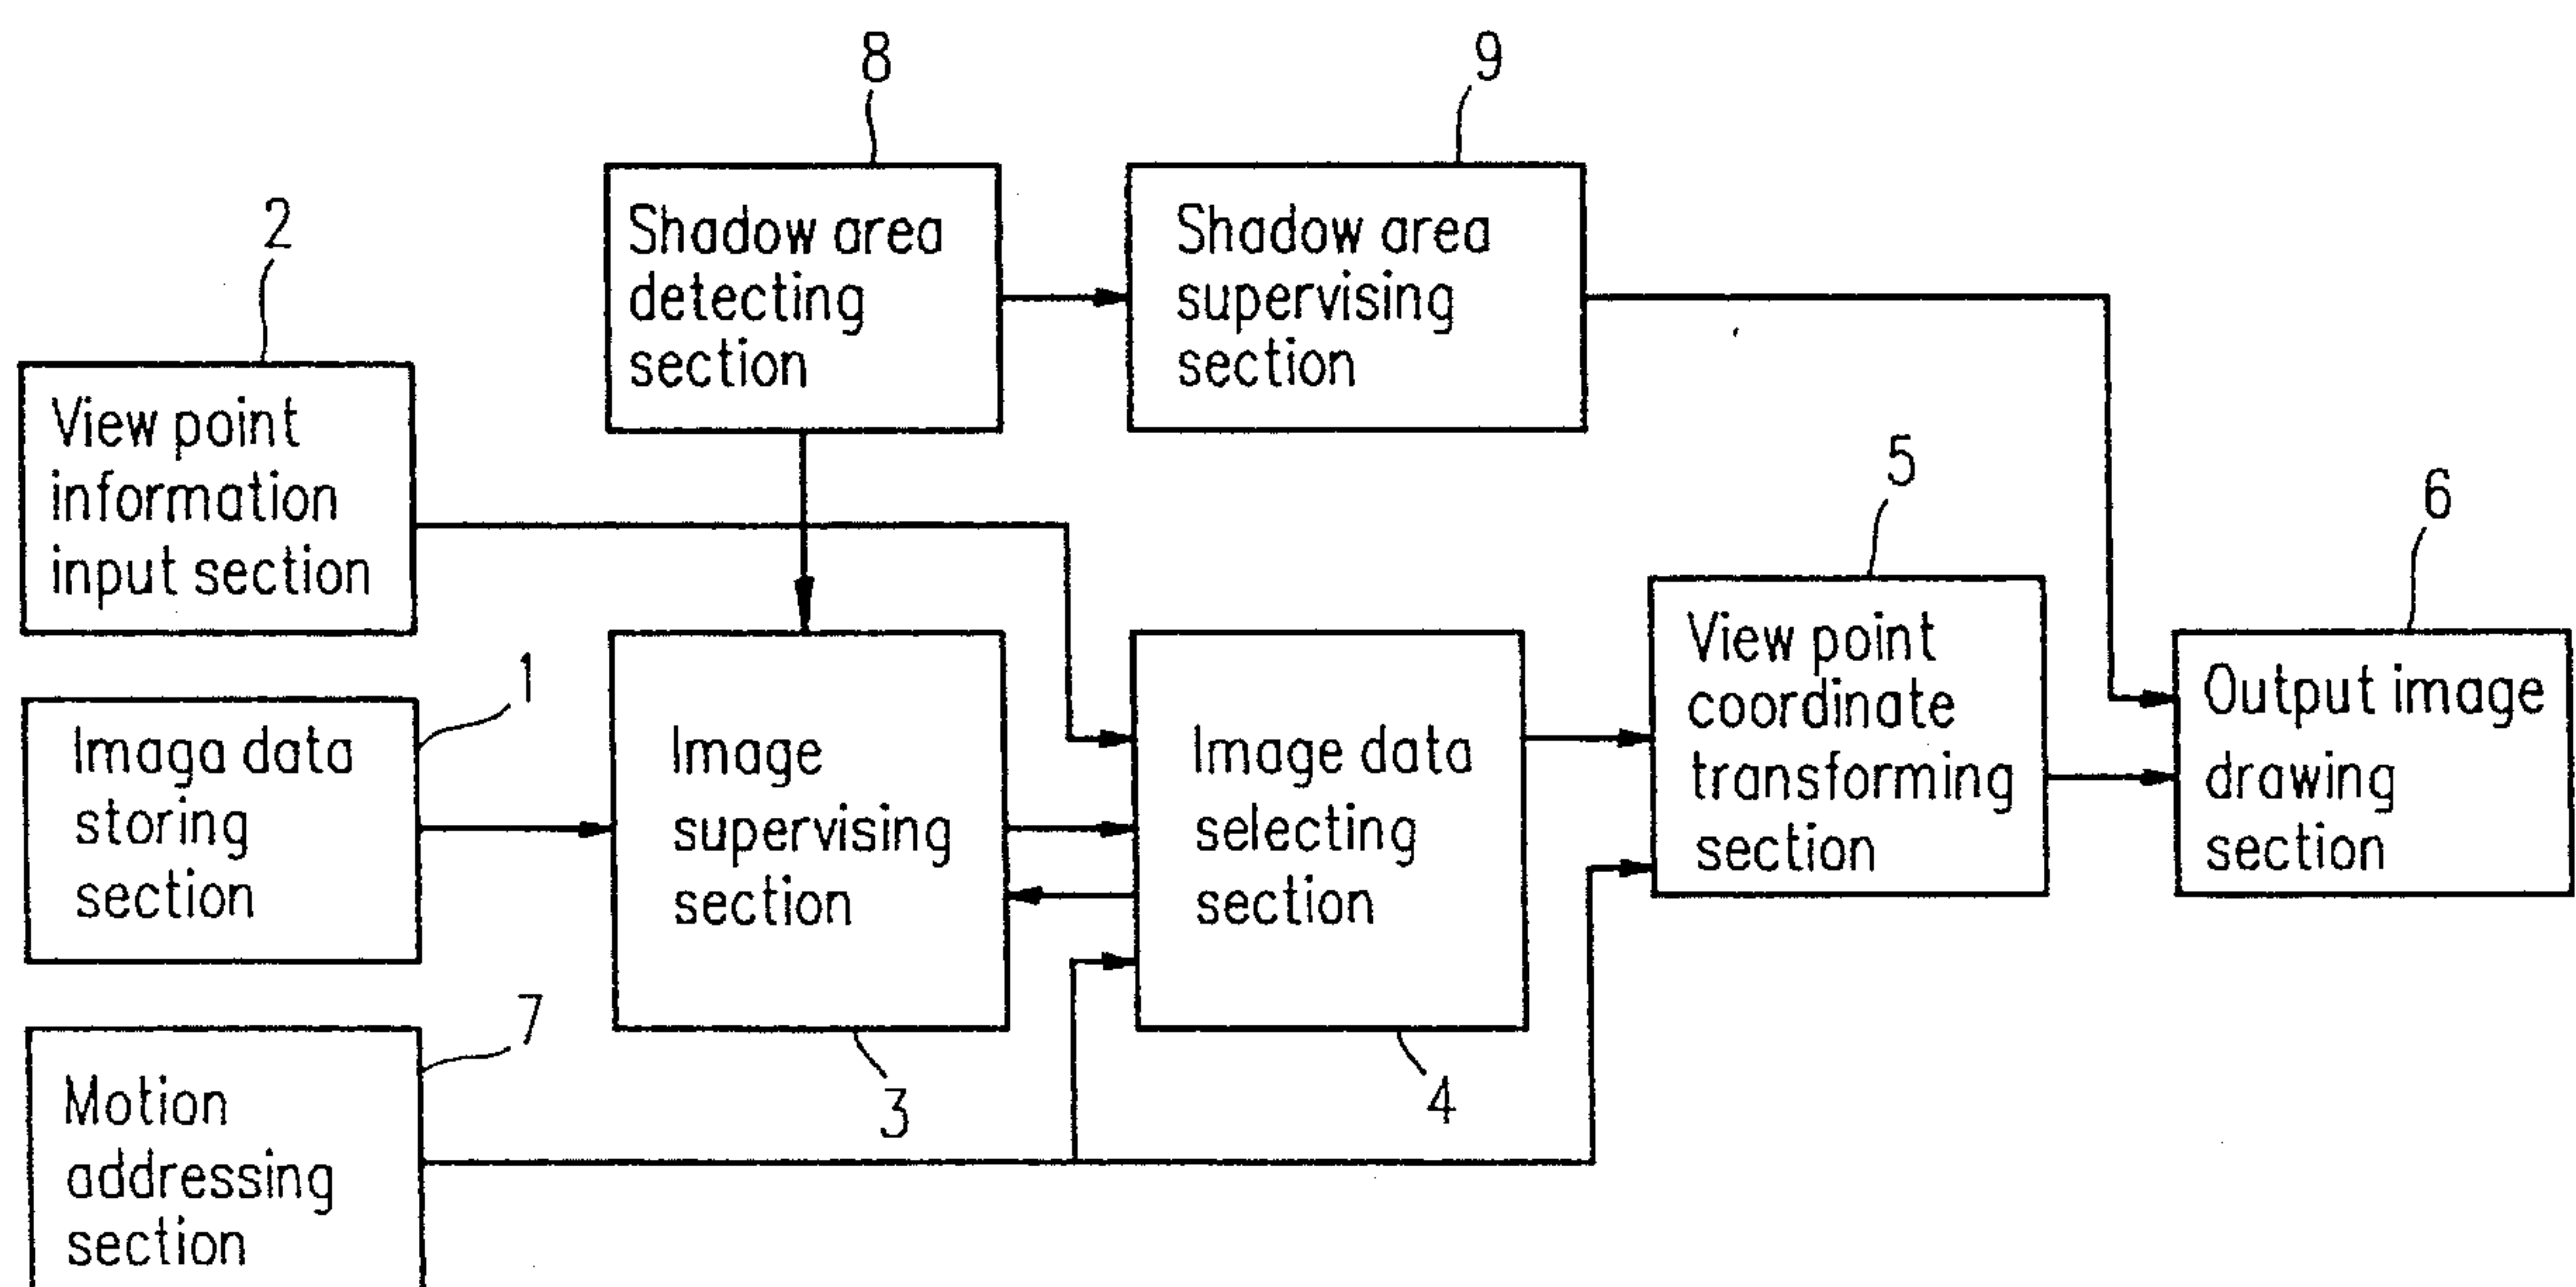 8
9
2
Shadow area
detecting
section
Shadow area
supervising
section
View point
information
input section
5
6
1
View point
coordinate
transforming
section
Output image
drawing
section
Imaga data
storing
section
Image
supervising
section
Image data
selecting
section
7
3
4
Motion
addressing
section